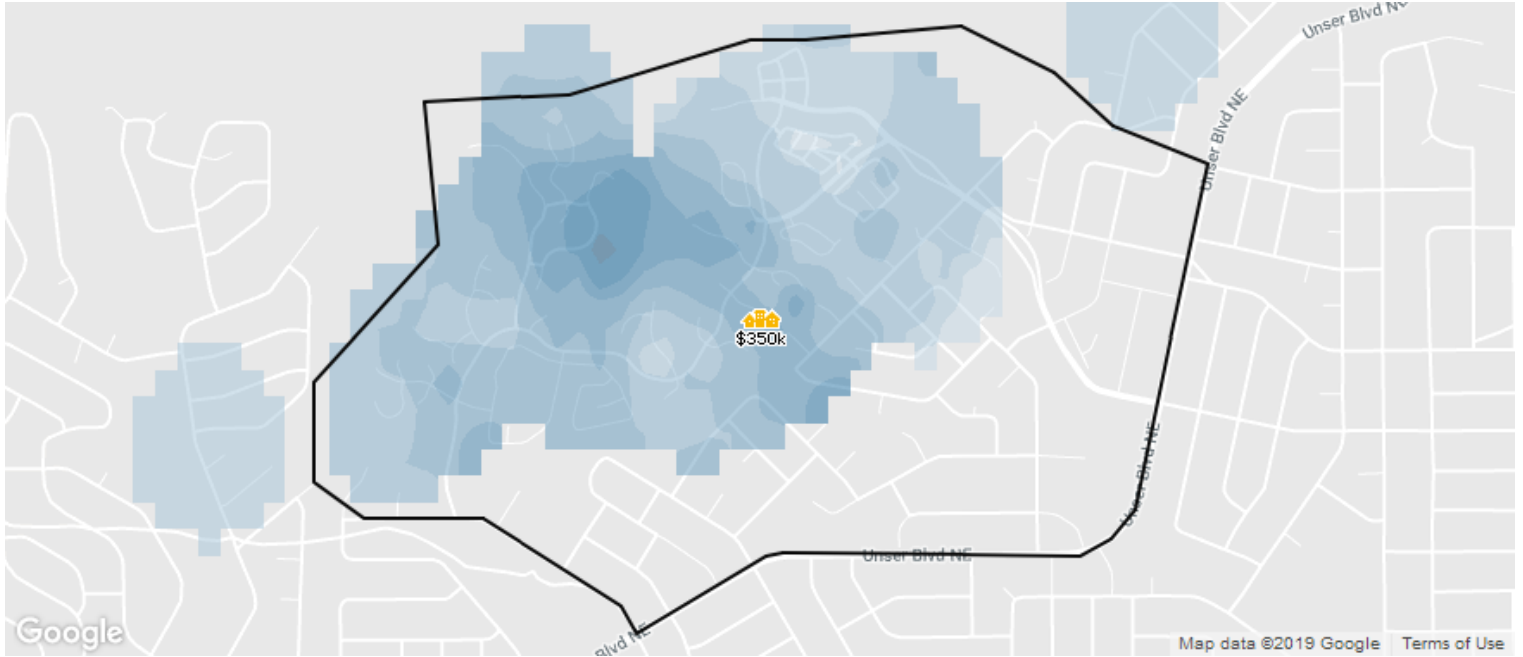 Unser Blvd NE
Unser Blvd NE
$350k
Unser Blvd NE
Unser Blvd NE
Blvd NE
Google
Map data ©2019 Google
Terms of Use